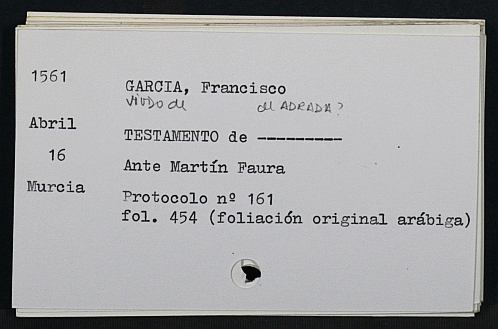 1561
GARCIA, Francisco
viudo de de ADRADA?
Abril
TESTAMENTO de ---------
16
Ante Martín Faura
Murcia
Protocolo nº 161
fol. 454 (foliación original arábiga)